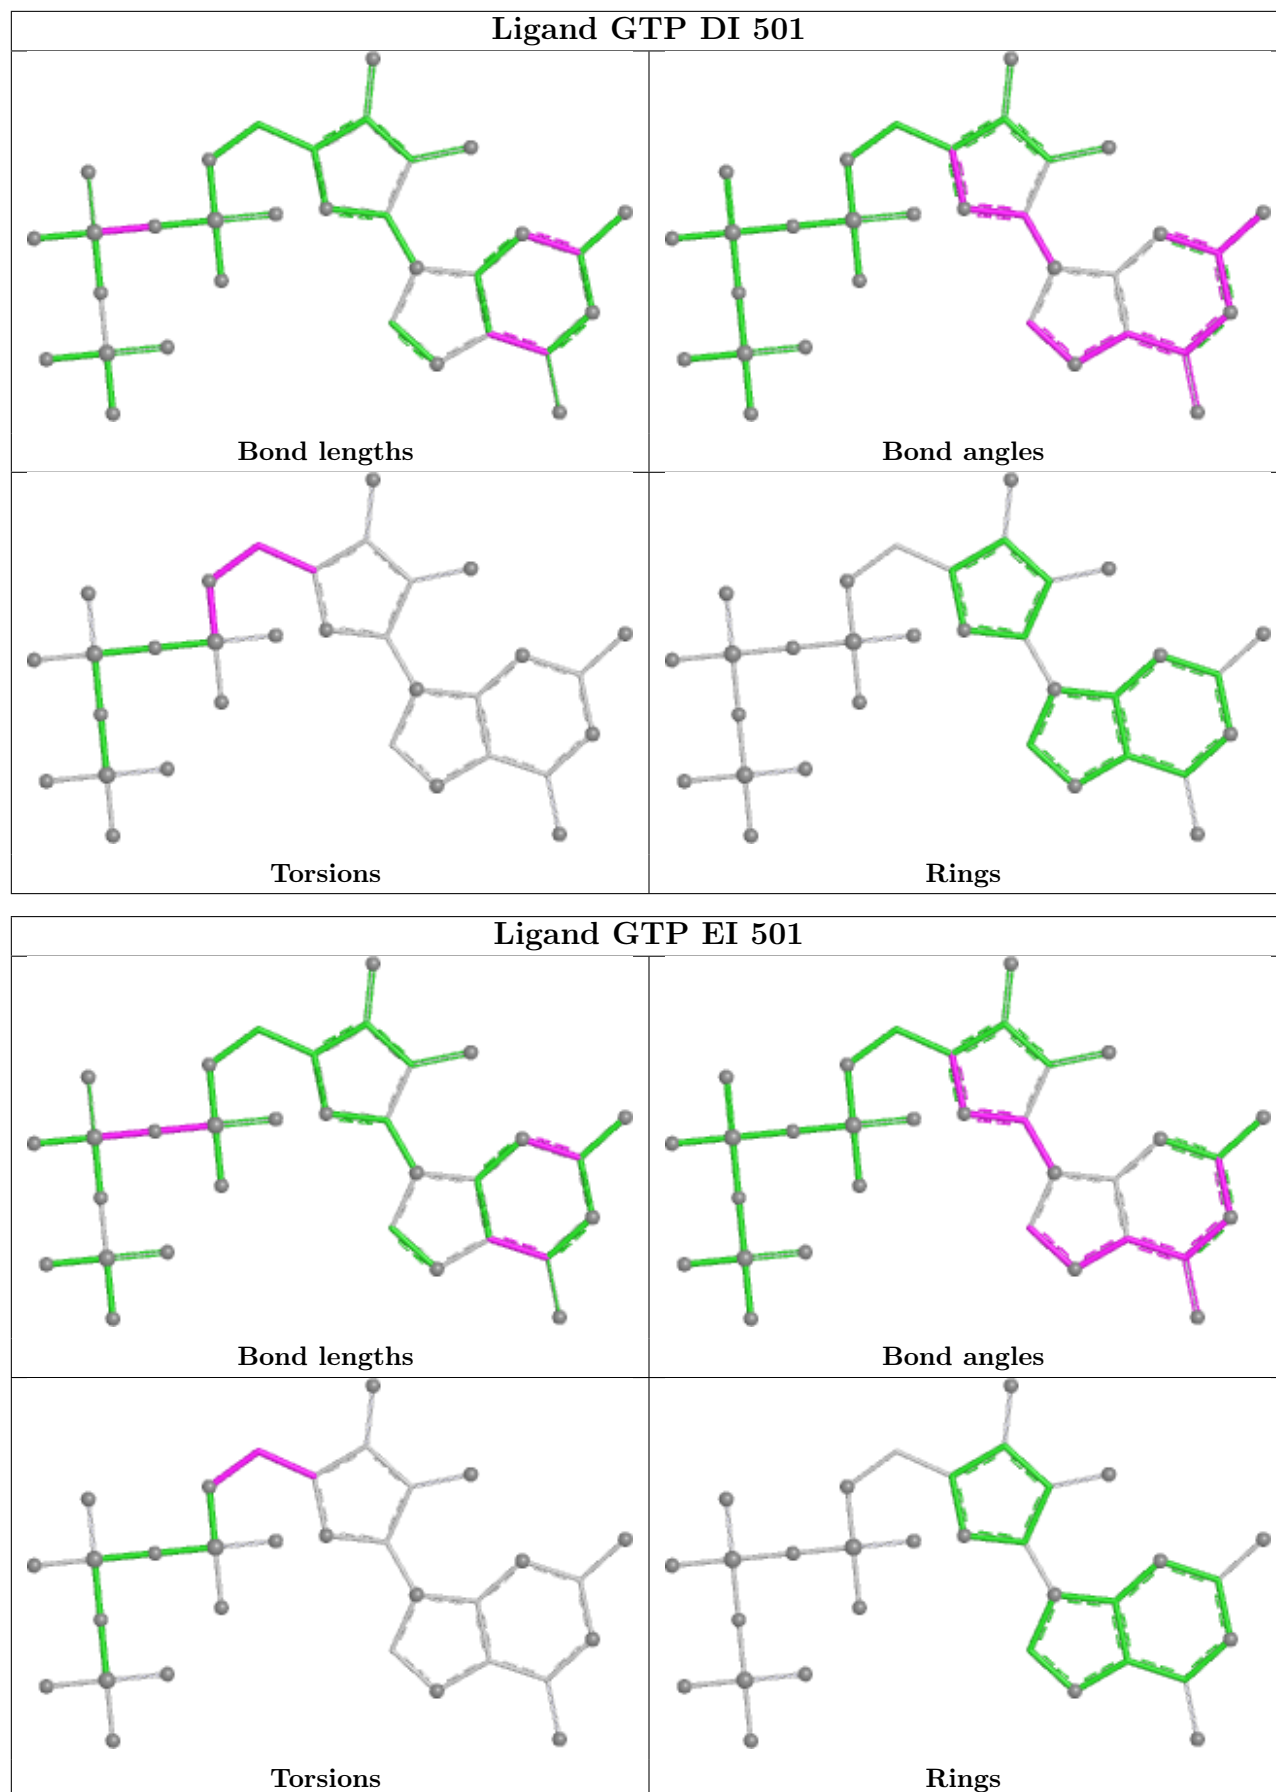 Ligand GTP DI 501
Bond lengths
Bond angles
Torsions
Rings
Ligand GTP EI 501
Bond lengths
Bond angles
Torsions
Rings